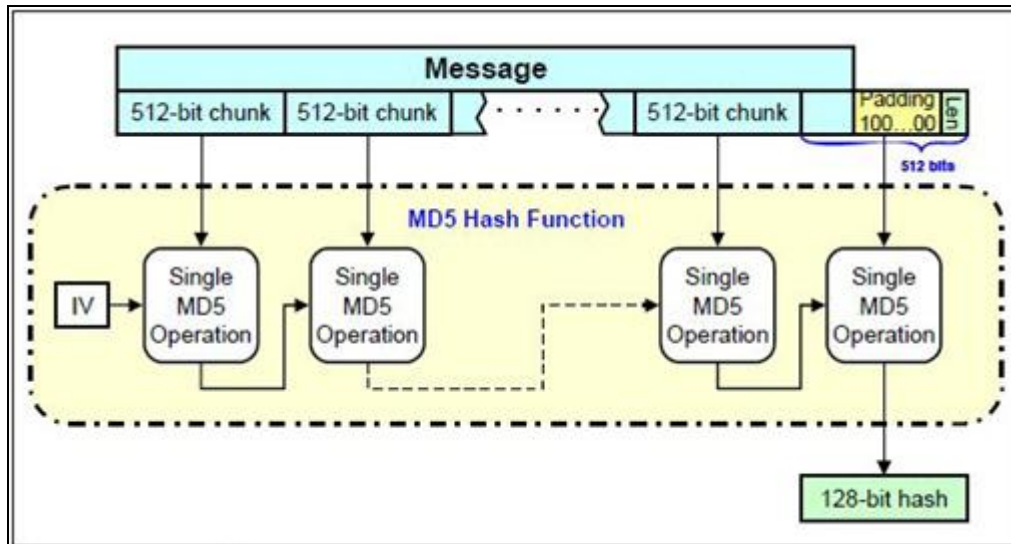 Message
512-bit chunk 512-bit chunk . . . . . . 512-bit chunk Padding
100...00 Len
512 bits
MD5 Hash Function
IV
Single
MD5
Operation
Single
MD5
Operation
Single
MD5
Operation
Single
MD5
Operation
128-bit hash